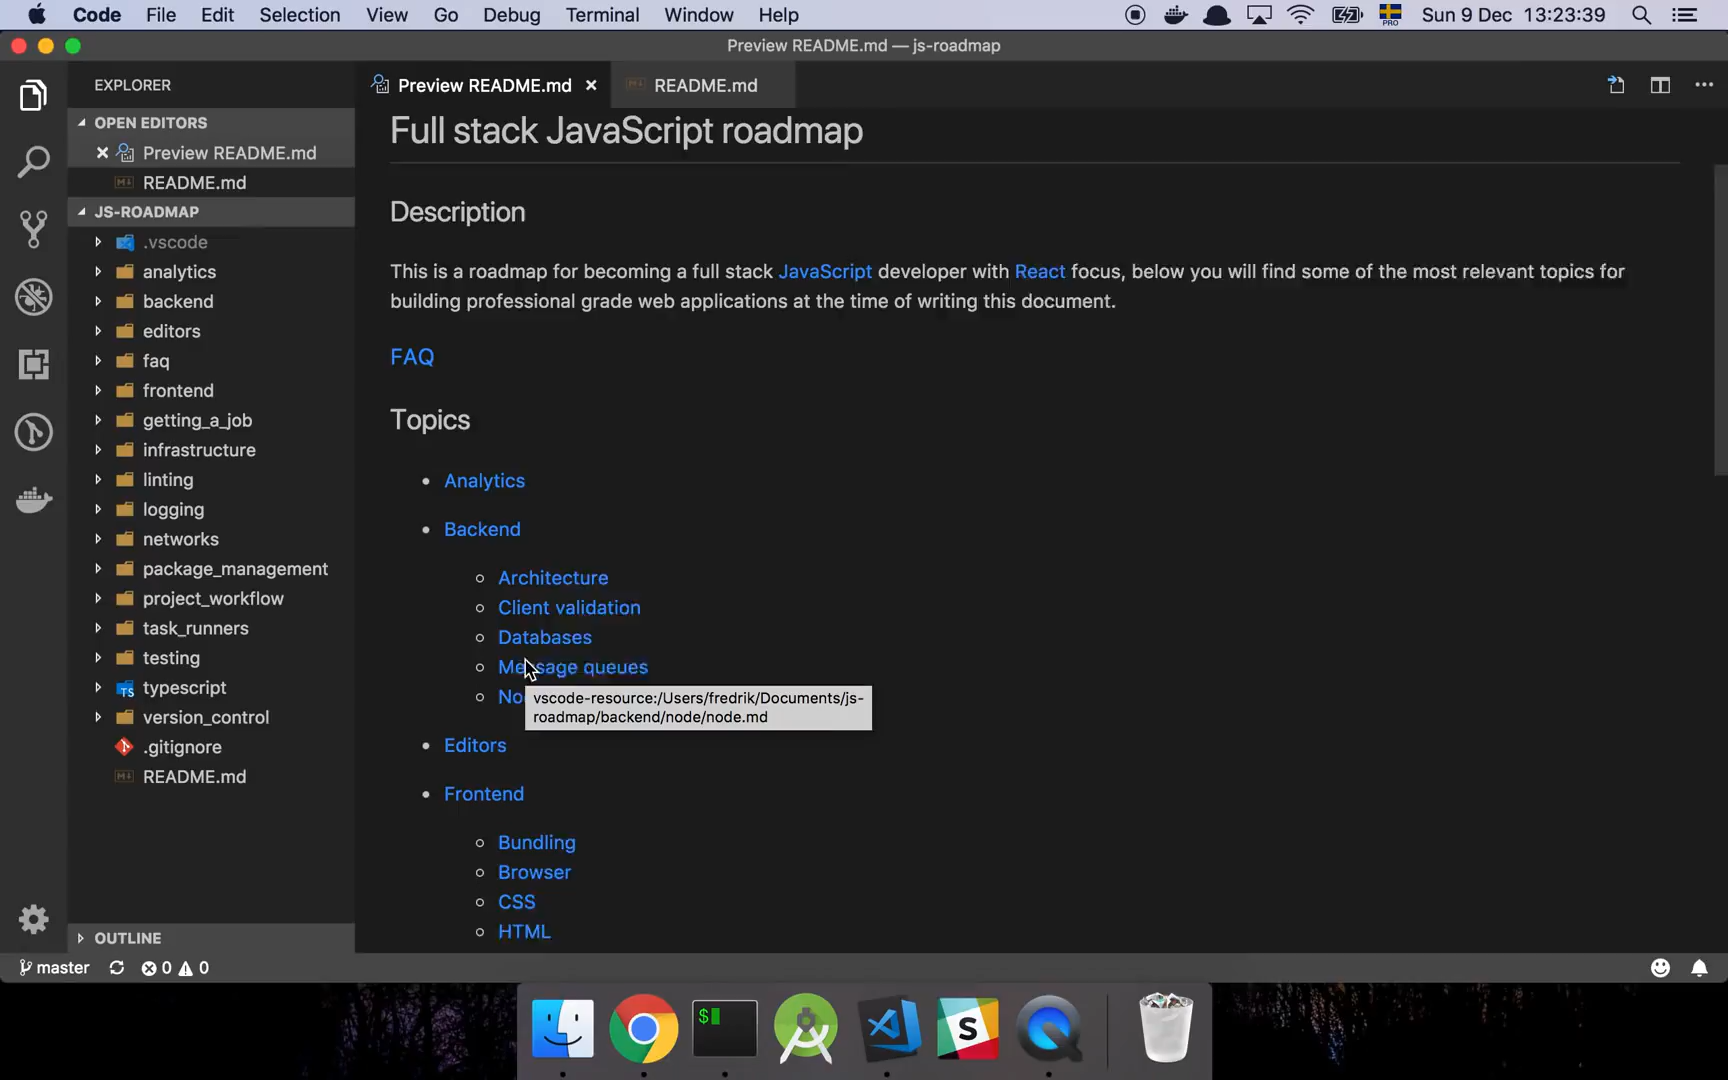 Code File Edit Selection View Go Debug Terminal Window Help PRO Sun 9 Dec 13:23:39
Preview README.md — js-roadmap
EXPLORER
OPEN EDITORS
Preview README.md
README.md
JS-ROADMAP
.vscode
analytics
backend
editors
faq
frontend
getting_a_job
infrastructure
linting
logging
networks
package_management
project_workflow
task_runners
testing
TS typescript
version_control
.gitignore
README.md
OUTLINE
Preview README.md README.md
Full stack JavaScript roadmap
Description
This is a roadmap for becoming a full stack JavaScript developer with React focus, below you will find some of the most relevant topics for
building professional grade web applications at the time of writing this document.
FAQ
Topics
Analytics
Backend
Architecture
Client validation
Databases
Message queues
No
vscode-resource:/Users/fredrik/Documents/js-
roadmap/backend/node/node.md
Editors
Frontend
Bundling
Browser
CSS
HTML
master 0 0
$
S